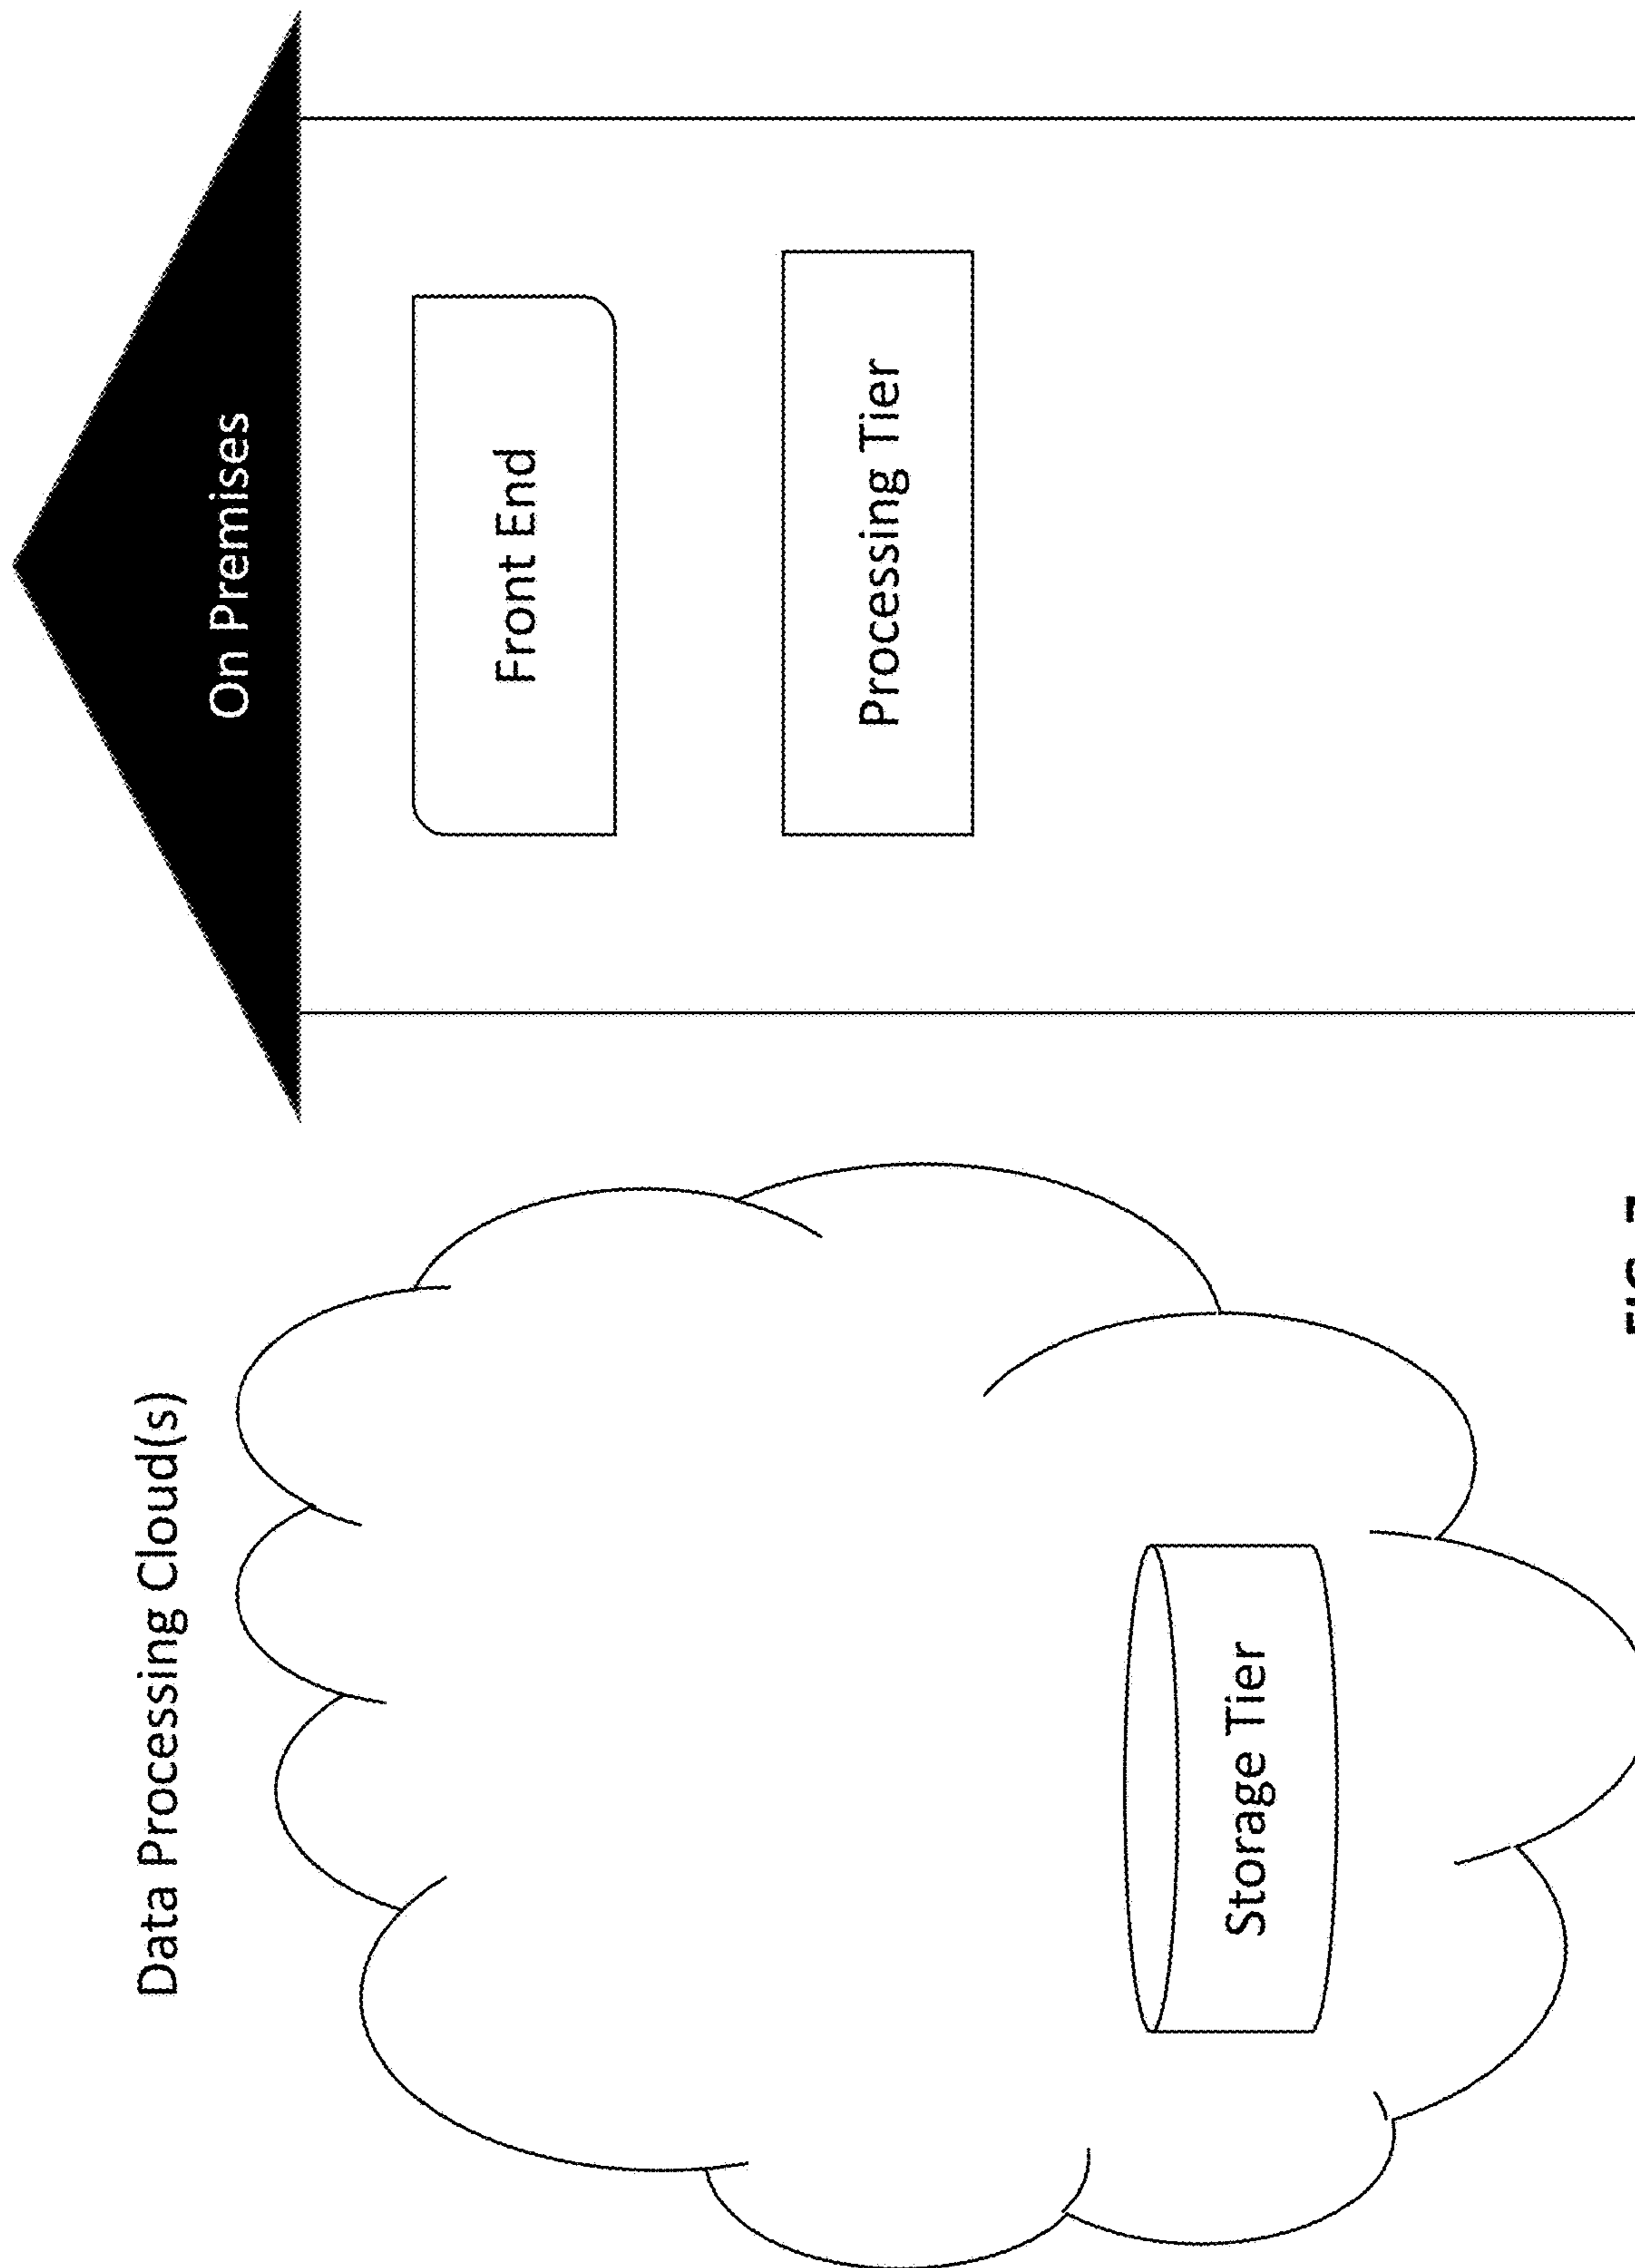 Data Processing Cloud(s)
On Premises
Front End
Processing Tier
Storage Tier